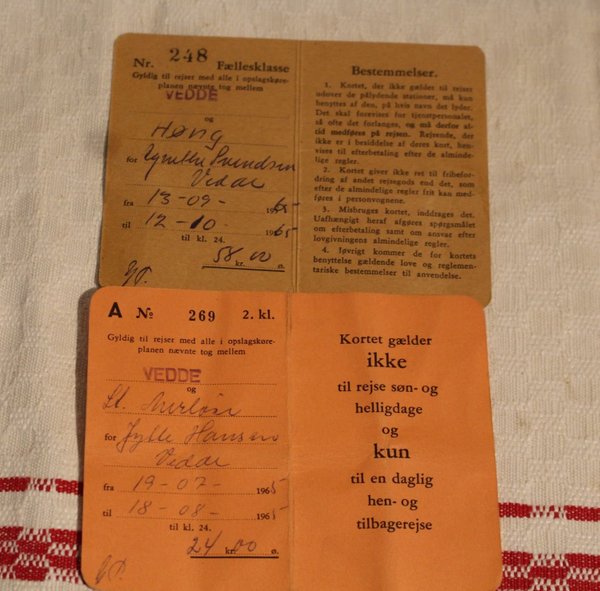 Nr. 248 Fællesklasse
Gyldig til rejser med alle i opslagskøre-
planen nævnte tog mellem
VEDDE
og
Høng
for Svendsen
Vedde
fra 13-09- 1965
til 12-10- 1965
til kl. 24.
58 kr. 00 ø.
Bestemmelser.
1. Kortet, der ikke gælder til rejser
udover de pålydende stationer, må kun
benyttes af den, på hvis navn det lyder.
Det skal forevises for tjenstpersonalet,
så ofte det forlanges, og må derfor al-
tid medføres på rejsen. Rejsende, der
ikke er i besiddelse af deres kort, hen-
vises til efterbetaling efter de alminde-
lige regler.
2. Kortet giver ikke ret til fribefor-
dring af andet rejsegods end det, som
efter de almindelige regler frit kan med-
føres i personvognene.
3. Misbruges kortet, inddrages det.
Uafhængigt heraf afgøres spørgsmålet
om efterbetaling samt om ansvar efter
lovgivningens almindelige regler.
4. Iøvrigt kommer de for kortets
benyttelse gældende love og reglemen-
tariske bestemmelser til anvendelse.
A No 269 2. kl.
Gyldig til rejser med alle i opslagskøre-
planen nævnte tog mellem
VEDDE
og
St. Merløse
for Jytte Hansen
Vedde
fra 19-07- 1965
til 18-08- 1965
til kl. 24.
24 kr. 00 ø.
Kortet gælder
ikke
til rejse søn- og
helligdage
og
kun
til en daglig
hen- og
tilbagerejse